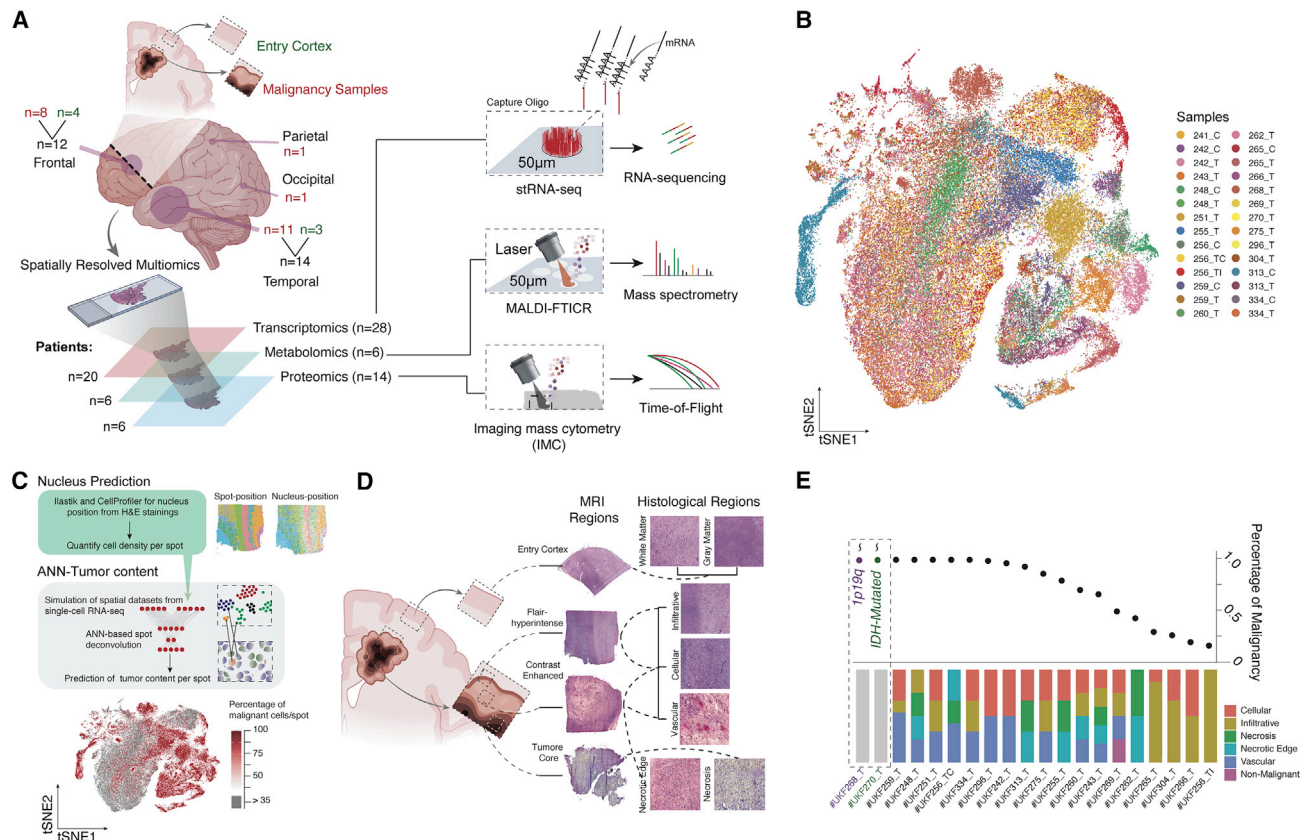 A
Entry Cortex
Malignancy Samples
n=8 n=4
n=12
Frontal
Parietal
n=1
Occipital
n=1
n=11 n=3
n=14
Temporal
Spatially Resolved Multiomics
Patients:
n=20
n=6
n=6
Transcriptomics (n=28)
Metabolomics (n=6)
Proteomics (n=14)
mRNA
AAAA
TTTT
AAAA
TTTT
AAAA
TTTT
AAAA
Capture Oligo
50µm
stRNA-seq
RNA-sequencing
Laser
50µm
MALDI-FTICR
Mass spectrometry
Imaging mass cytometry
(IMC)
Time-of-Flight
B
tSNE2
tSNE1
Samples
241_C
242_C
242_T
243_T
248_C
248_T
251_T
255_T
256_C
256_TC
256_TI
259_C
259_T
260_T
262_T
265_C
265_T
266_T
268_T
269_T
270_T
275_T
296_T
304_T
313_C
313_T
334_C
334_T
C
Nucleus Prediction
Ilastik and CellProfiler for nucleus
position from H&E stainings
Quantify cell density per spot
Spot-position
Nucleus-position
ANN-Tumor content
Simulation of spatial datasets from
single-cell RNA-seq
ANN-based spot
deconvolution
Prediction of tumor content per spot
Percentage of
malignant cells/spot
100
75
50
> 35
tSNE2
tSNE1
D
MRI
Regions
Histological Regions
Entry Cortex
White Matter
Gray Matter
Flair-
hyperintense
Infiltrative
Contrast
Enhanced
Cellular
Vascular
Tumore
Core
Necrotic Edge
Necrosis
E
1p19q
IDH-Mutated
1.0
0.5
0
Percentage of Malignancy
Cellular
Infiltrative
Necrosis
Necrotic Edge
Vascular
Non-Malignant
#UKF268_T
#UKF270_T
#UKF259_T
#UKF248_T
#UKF251_T
#UKF256_TC
#UKF334_T
#UKF296_T
#UKF242_T
#UKF313_T
#UKF275_T
#UKF255_T
#UKF260_T
#UKF243_T
#UKF269_T
#UKF262_T
#UKF265_T
#UKF304_T
#UKF266_T
#UKF256_TI